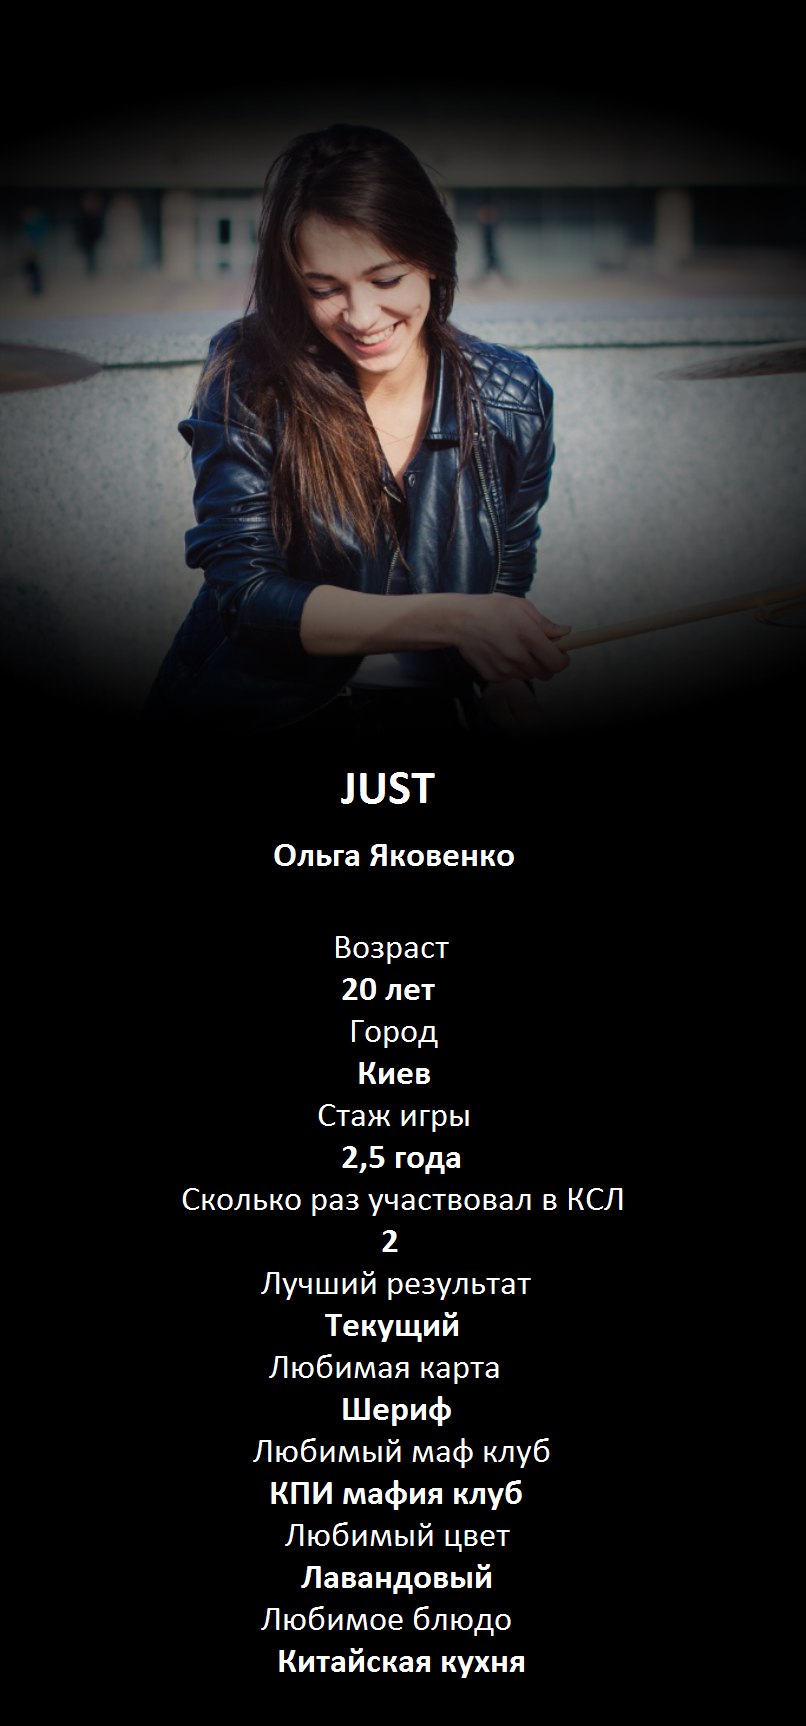 JUST
Ольга Яковенко
Возраст
20 лет
Город
Киев
Стаж игры
2,5 года
Сколько раз участвовал в КСЛ
2
Лучший результат
Текущий
Любимая карта
Шериф
Любимый маф клуб
КПИ мафия клуб
Любимый цвет
Лавандовый
Любимое блюдо
Китайская кухня